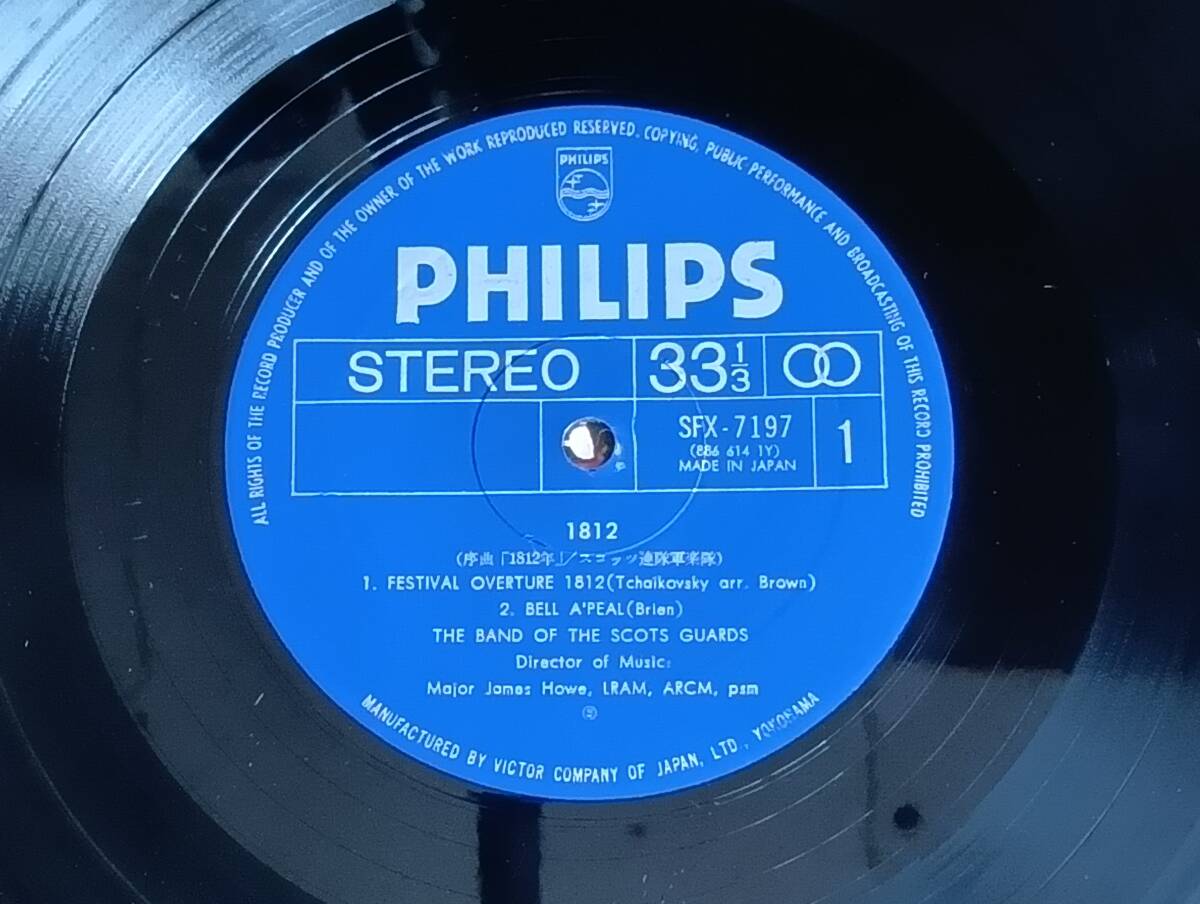 ALL RIGHTS OF THE RECORD PRODUCER AND OF THE OWNER OF THE WORK REPRODUCED RESERVED. COPYING, PUBLIC PERFORMANCE AND BROADCASTING OF THIS RECORD PROHIBITED
PHILIPS
PHILIPS
STEREO 33 1/3
SFX-7197
(886 614 1Y)
MADE IN JAPAN
1
1812
(序曲「1812年」/スコッツ連隊軍楽隊)
1. FESTIVAL OVERTURE 1812(Tchaikovsky arr. Brown)
2. BELL A'PEAL(Brien)
THE BAND OF THE SCOTS GUARDS
Director of Music:
Major James Howe, LRAM, ARCM, psm
MANUFACTURED BY VICTOR COMPANY OF JAPAN, LTD., YOKOHAMA